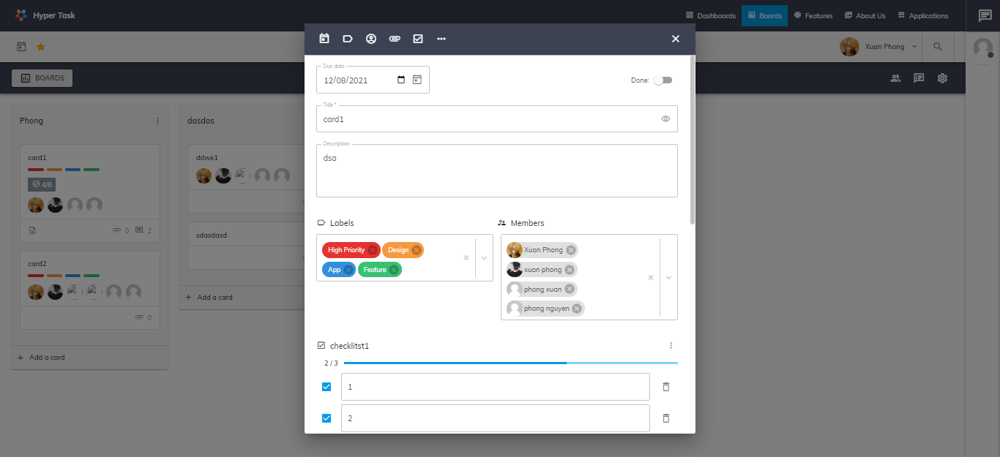 Hyper Task
Dashboards
Boards
Features
About Us
Applications
Xuan Phong
BOARDS
Phong
dasdas
card1
4/6
0
2
card2
0
Add a card
ddwe1
sdasdasd
Add a card
Due date
12/08/2021
Done:
Title *
card1
Description
dsa
Labels
Members
High Priority
Design
App
Feature
Xuan Phong
xuan phong
phong xuan
phong nguyen
checklitst1
2 / 3
1
2